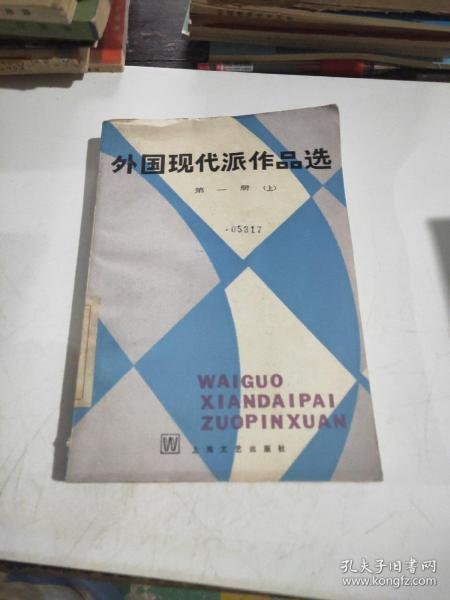 外国现代派作品选
第一册(上)
·05317
WAIGUO
XIANDAIPAI
ZUOPINXUAN
W
上海文艺出版社
孔夫子旧书网
www.kongfz.com